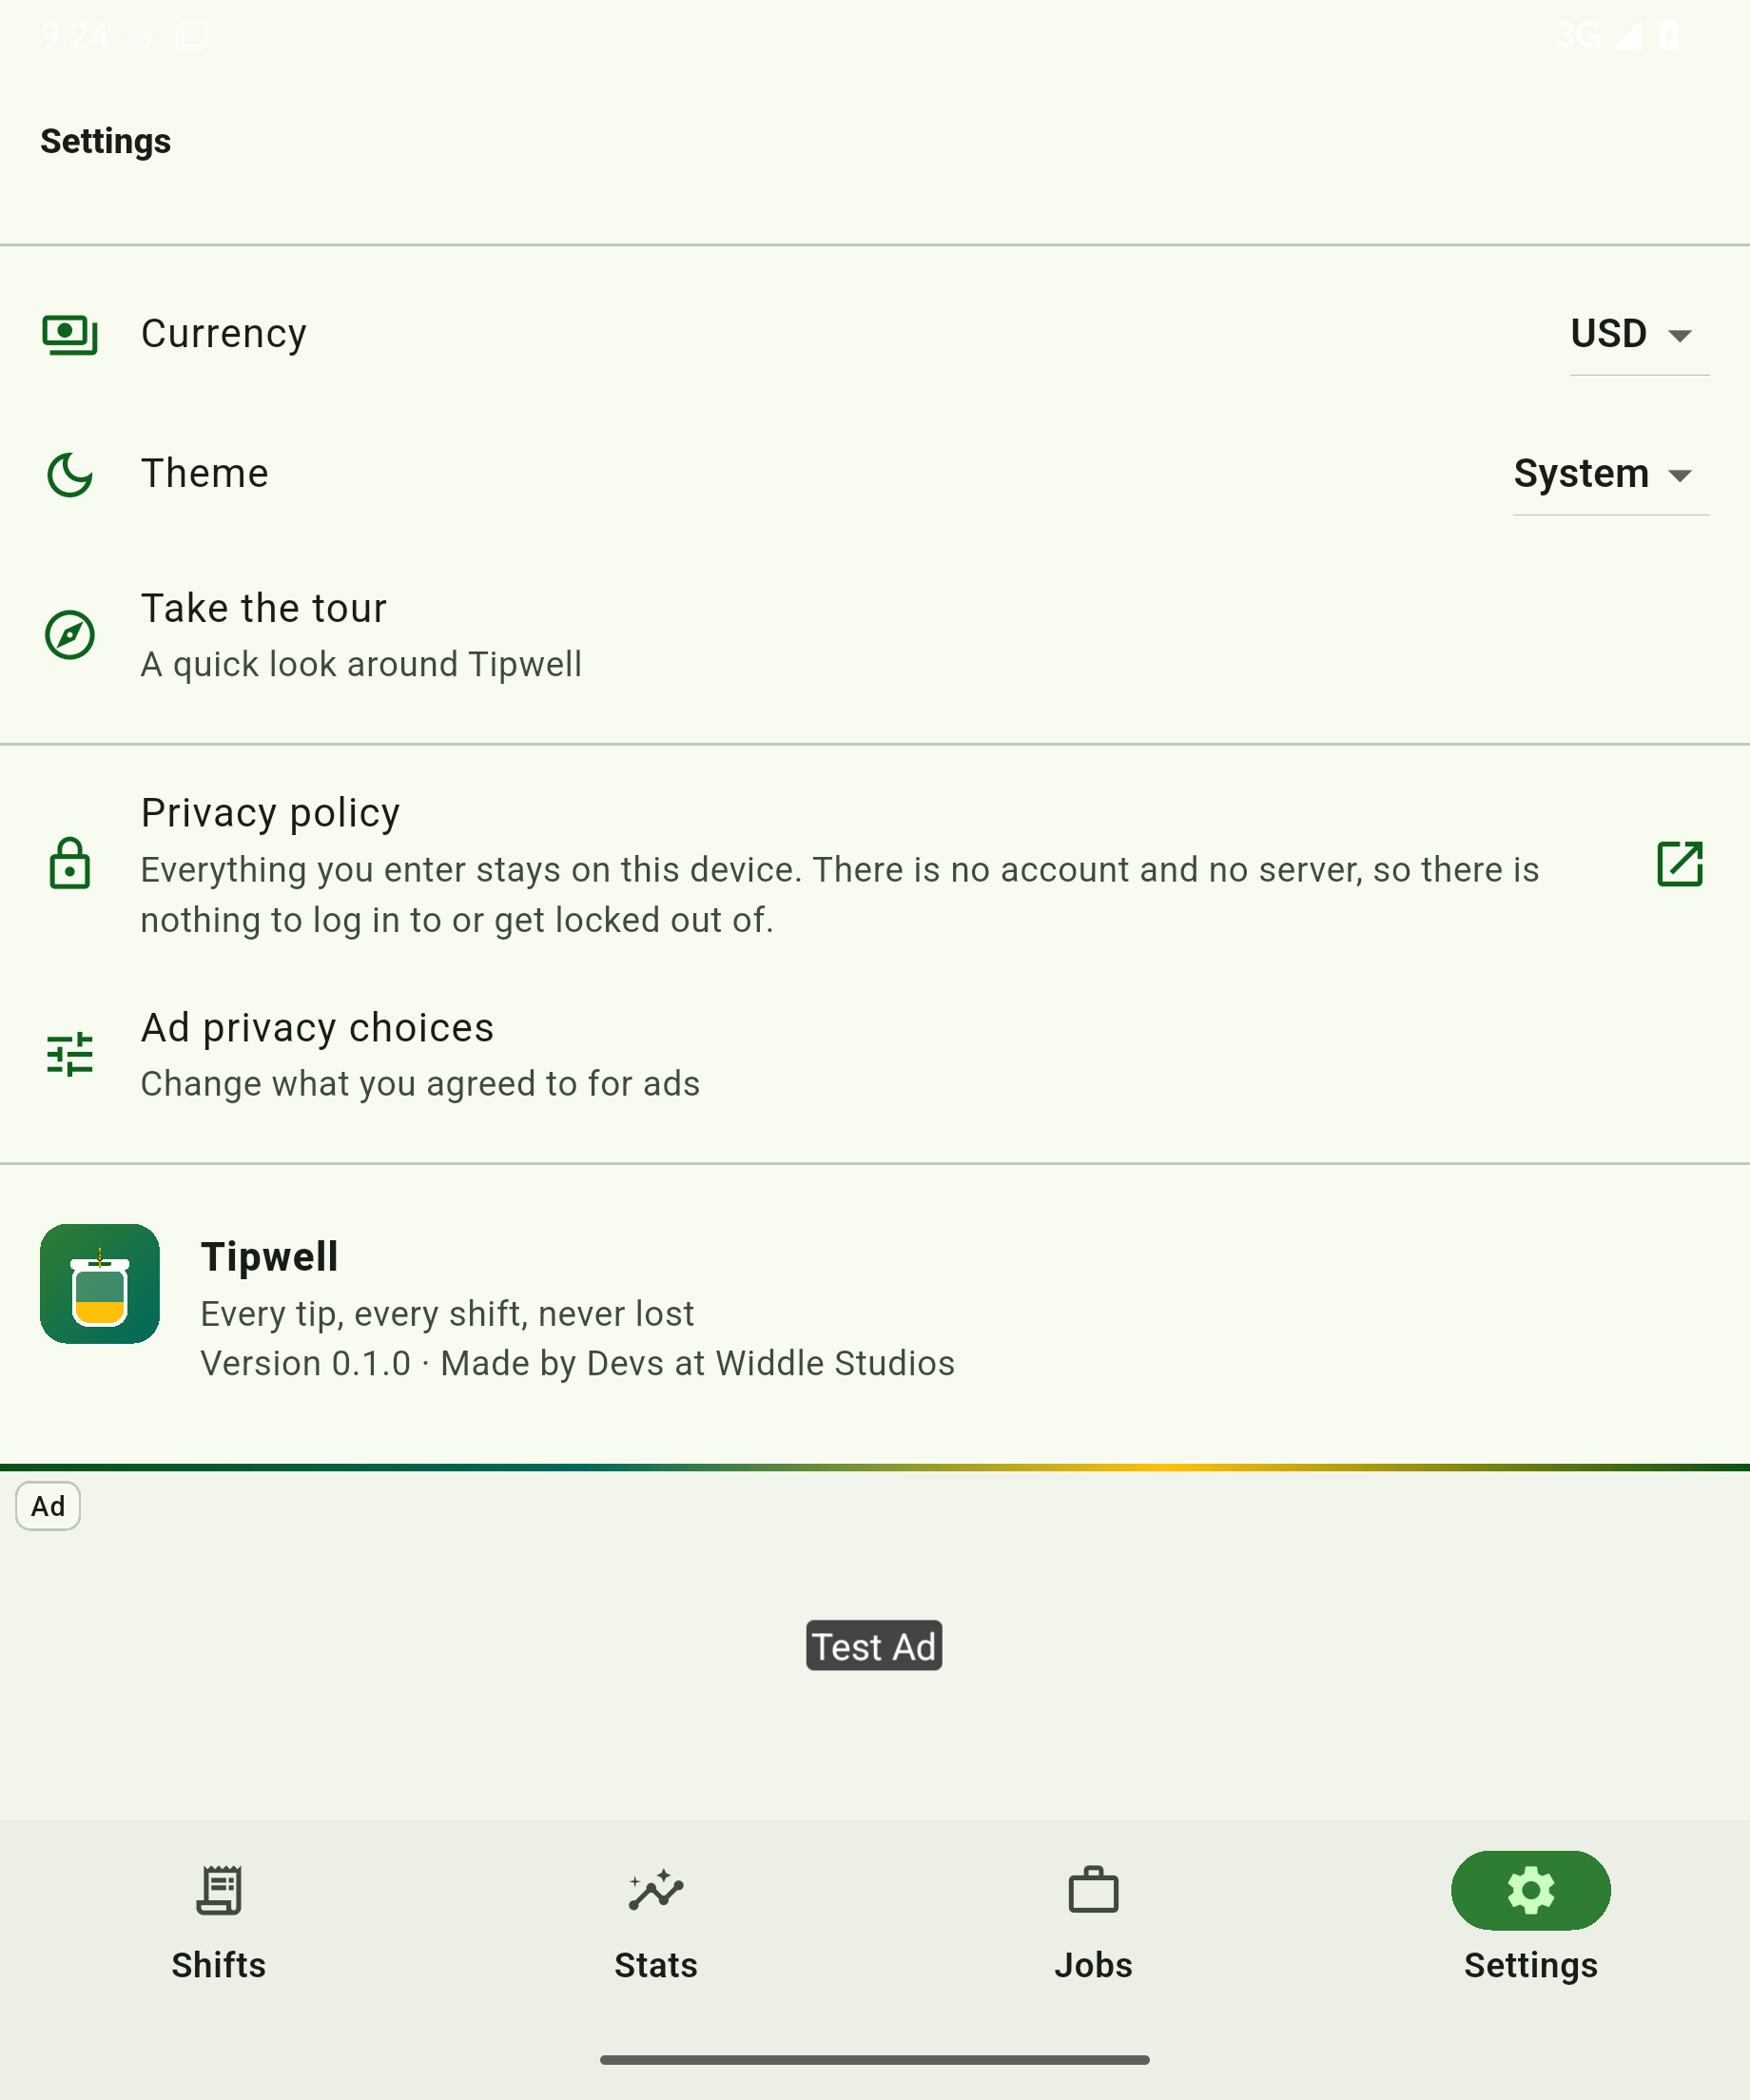 9:24
3G
Settings
Currency
USD
Theme
System
Take the tour
A quick look around Tipwell
Privacy policy
Everything you enter stays on this device. There is no account and no server, so there is
nothing to log in to or get locked out of.
Ad privacy choices
Change what you agreed to for ads
Tipwell
Every tip, every shift, never lost
Version 0.1.0 · Made by Devs at Widdle Studios
Ad
Test Ad
Shifts
Stats
Jobs
Settings